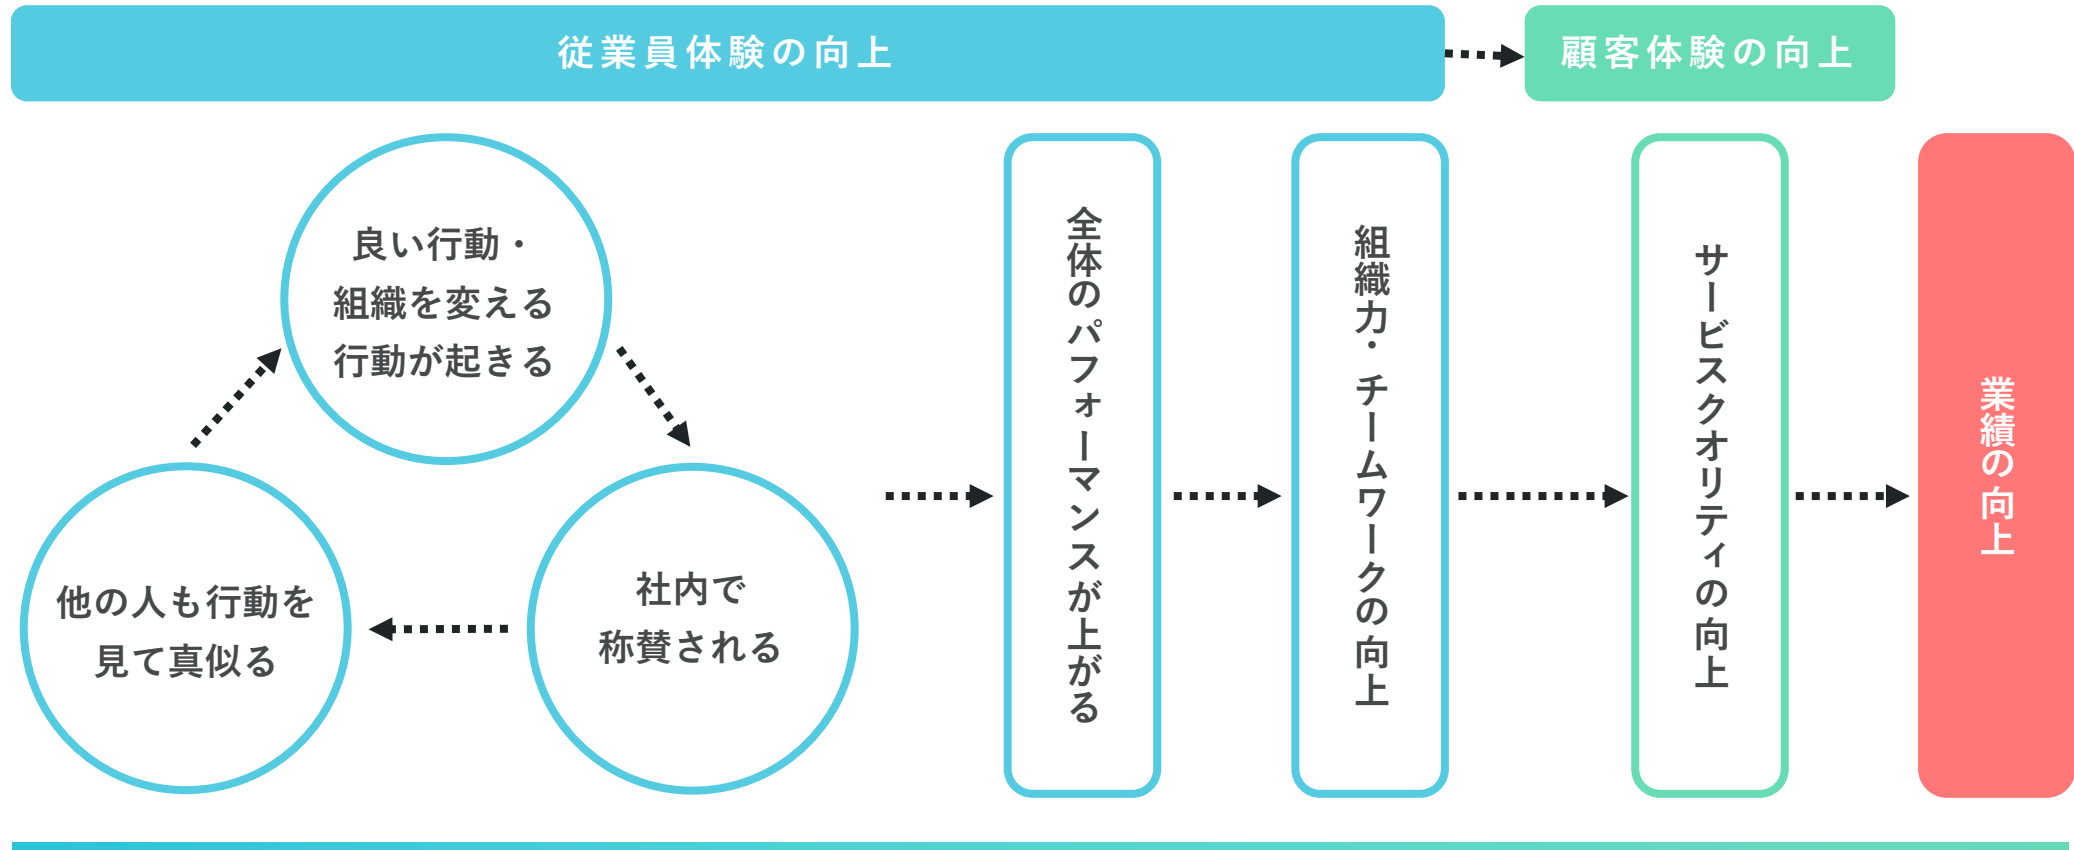 従業員体験の向上
顧客体験の向上
良い行動・
組織を変える
行動が起きる
社内で
称賛される
他の人も行動を
見て真似る
全体のパフォーマンスが上がる
組織力・チームワークの向上
サービスクオリティの向上
業績の向上